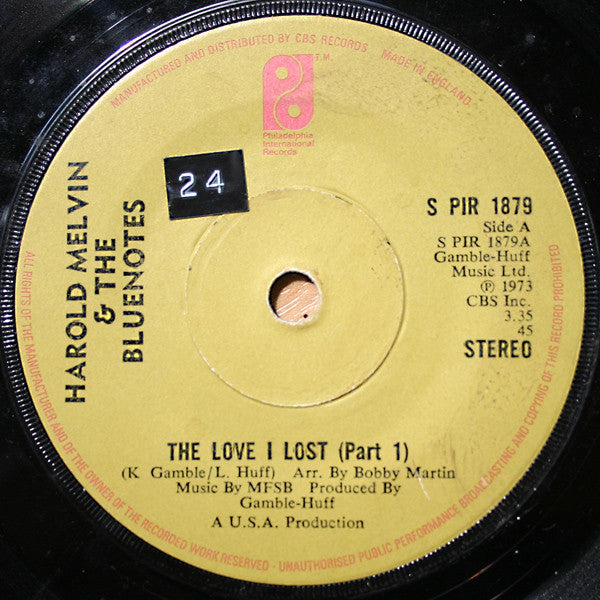 MANUFACTURED AND DISTRIBUTED BY CBS RECORDS
MADE IN ENGLAND
T.M.
Philadelphia
International
Records
HAROLD MELVIN
& THE
BLUENOTES
24
S PIR 1879
Side A
S PIR 1879A
Gamble-Huff
Music Ltd.
℗ 1973
CBS Inc.
3.35
45
STEREO
THE LOVE I LOST (Part 1)
(K Gamble/L. Huff) Arr. By Bobby Martin
Music By MFSB Produced By
Gamble-Huff
A U.S.A. Production
ALL RIGHTS OF THE MANUFACTURER AND OF THE OWNER OF THE RECORDED WORK RESERVED - UNAUTHORISED PUBLIC PERFORMANCE BROADCASTING AND COPYING OF THIS RECORD PROHIBITED